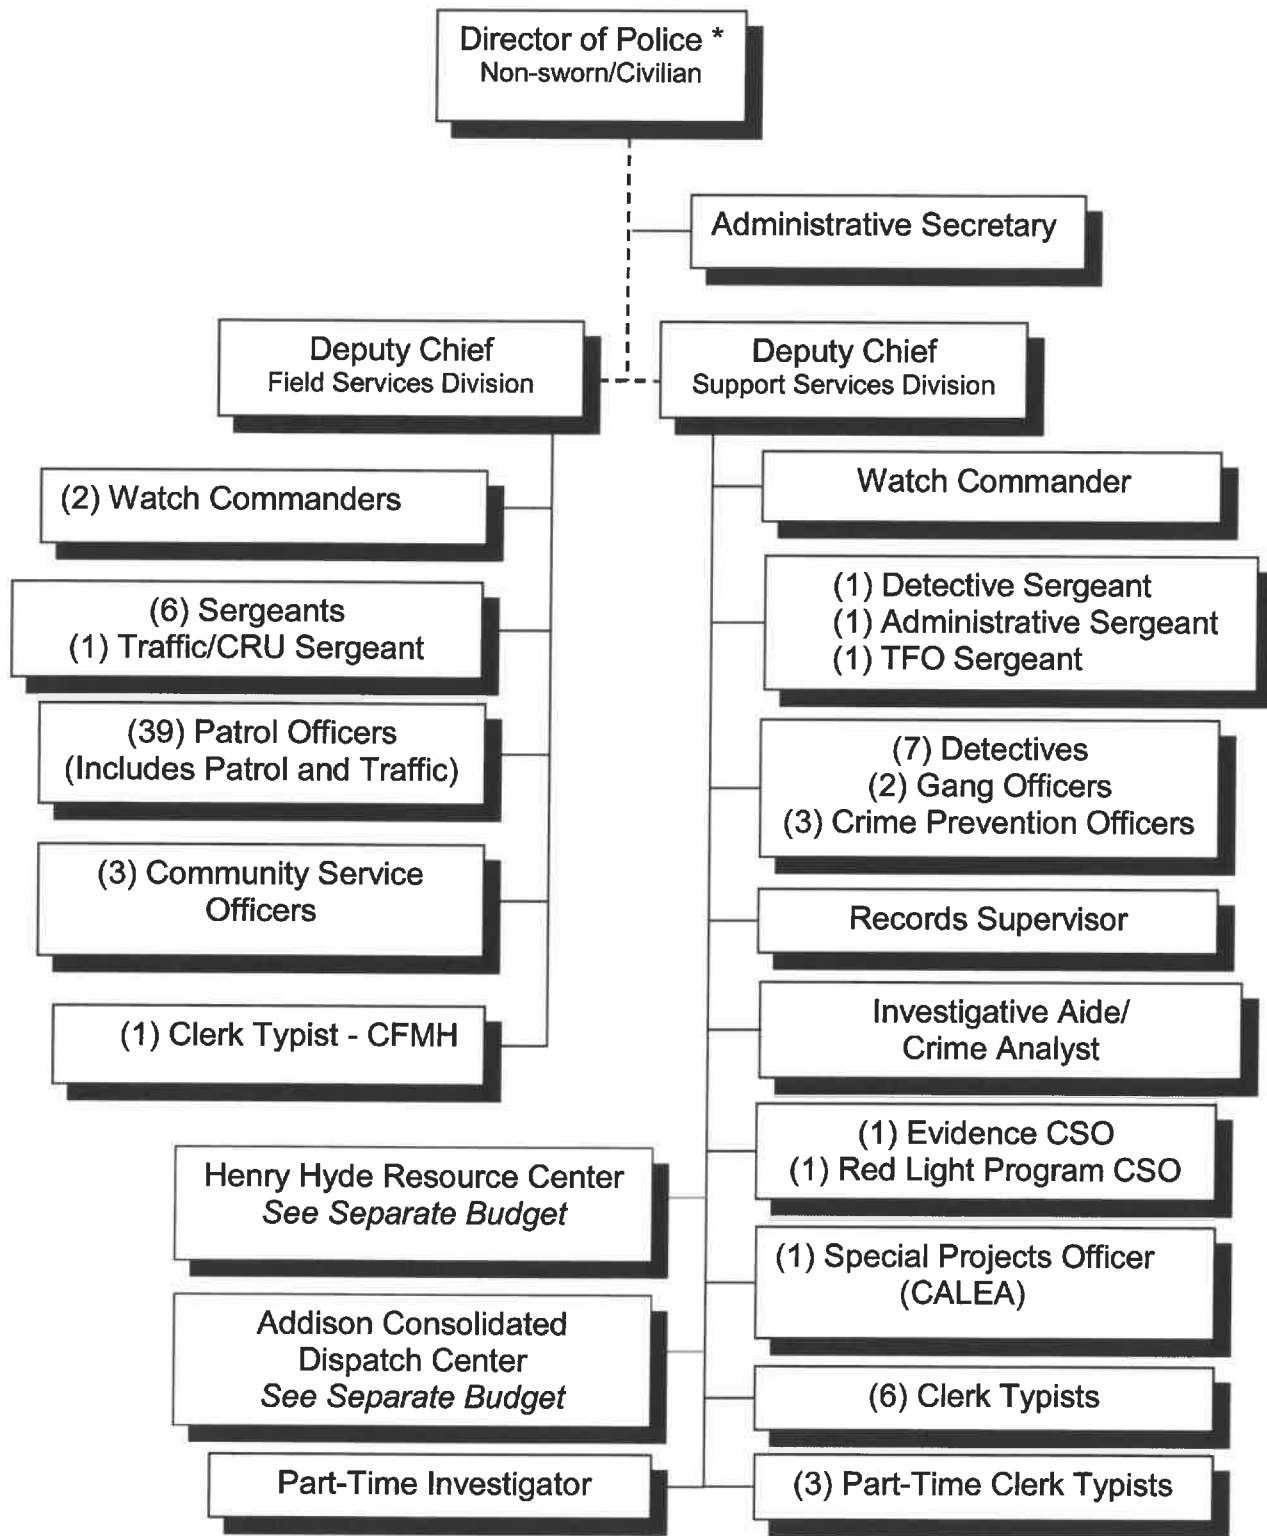 Director of Police *
Non-sworn/Civilian
Administrative Secretary
Deputy Chief
Field Services Division
Deputy Chief
Support Services Division
(2) Watch Commanders
(6) Sergeants
(1) Traffic/CRU Sergeant
(39) Patrol Officers
(Includes Patrol and Traffic)
(3) Community Service
Officers
(1) Clerk Typist - CFMH
Watch Commander
(1) Detective Sergeant
(1) Administrative Sergeant
(1) TFO Sergeant
(7) Detectives
(2) Gang Officers
(3) Crime Prevention Officers
Records Supervisor
Investigative Aide/
Crime Analyst
(1) Evidence CSO
(1) Red Light Program CSO
(1) Special Projects Officer
(CALEA)
(6) Clerk Typists
(3) Part-Time Clerk Typists
Henry Hyde Resource Center
See Separate Budget
Addison Consolidated
Dispatch Center
See Separate Budget
Part-Time Investigator